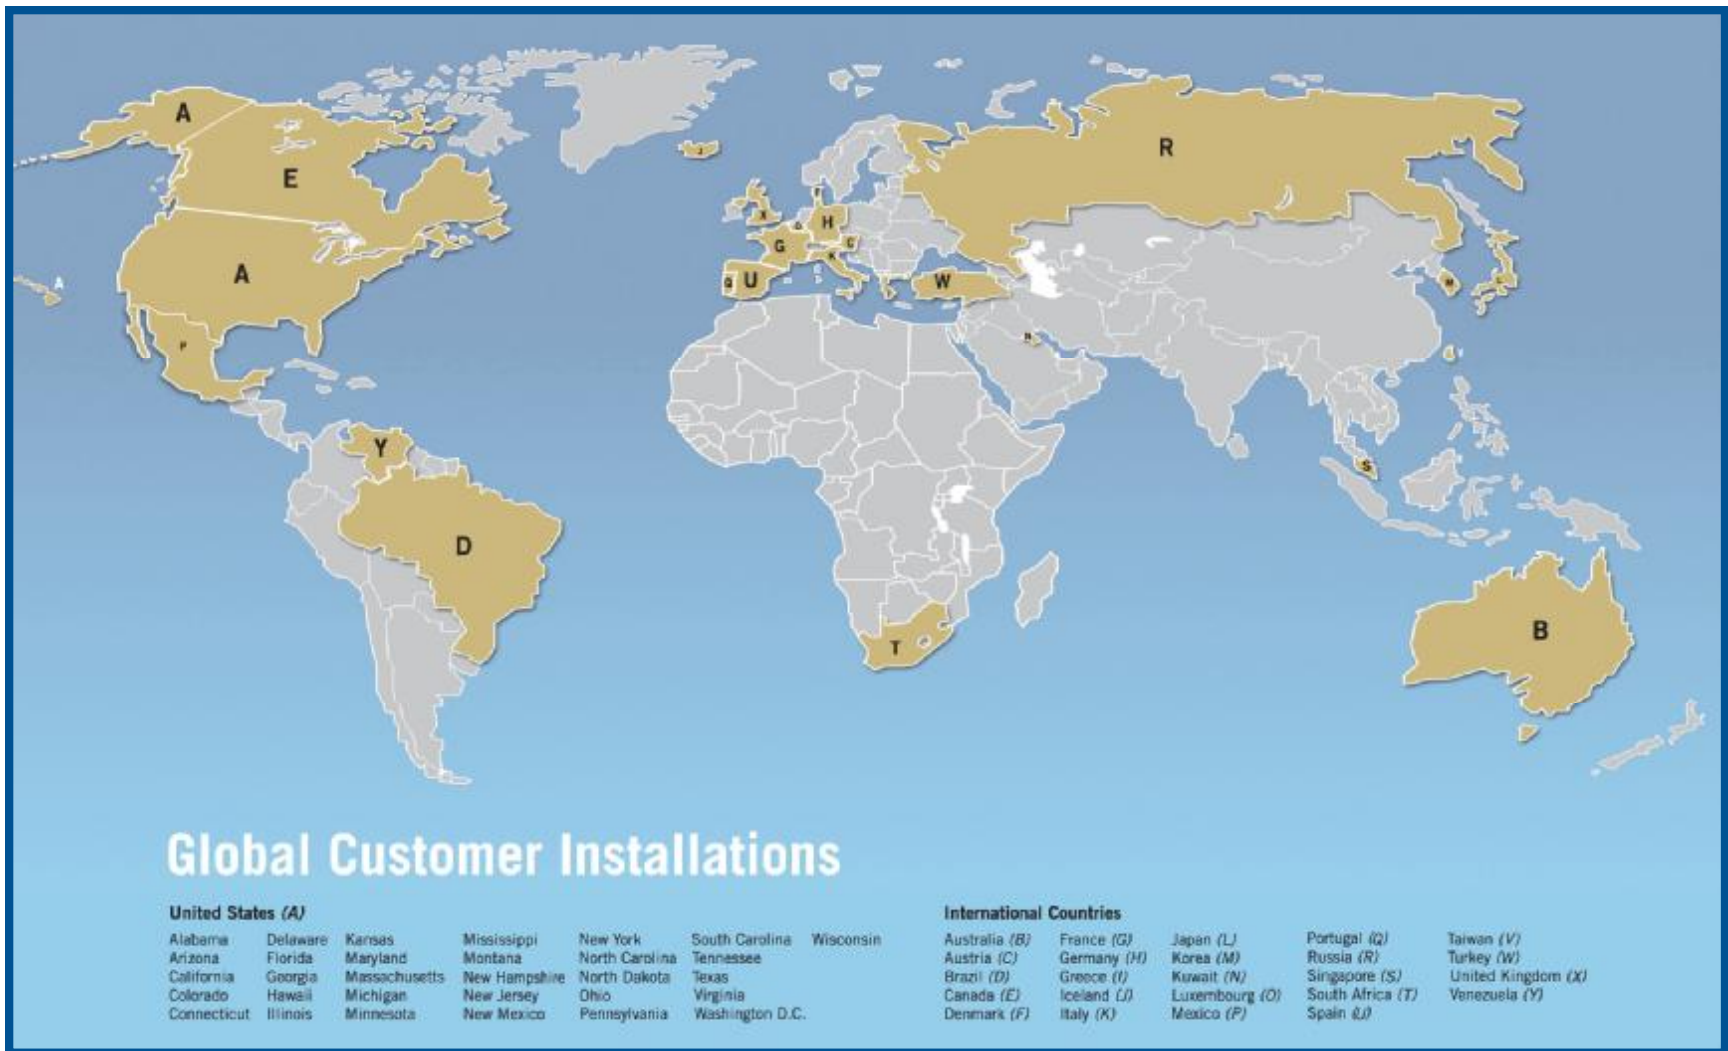 A
E
A
A
P
Y
D
J
F
X
O
H
G
C
K
Q
U
W
R
N
M
L
S
T
B
Global Customer Installations
United States (A)
Alabama Delaware Kansas Mississippi New York South Carolina Wisconsin
Arizona Florida Maryland Montana North Carolina Tennessee
California Georgia Massachusetts New Hampshire North Dakota Texas
Colorado Hawaii Michigan New Jersey Ohio Virginia
Connecticut Illinois Minnesota New Mexico Pennsylvania Washington D.C.
International Countries
Australia (B) France (G) Japan (L) Portugal (Q) Taiwan (V)
Austria (C) Germany (H) Korea (M) Russia (R) Turkey (W)
Brazil (D) Greece (I) Kuwait (N) Singapore (S) United Kingdom (X)
Canada (E) Iceland (J) Luxembourg (O) South Africa (T) Venezuela (Y)
Denmark (F) Italy (K) Mexico (P) Spain (U)